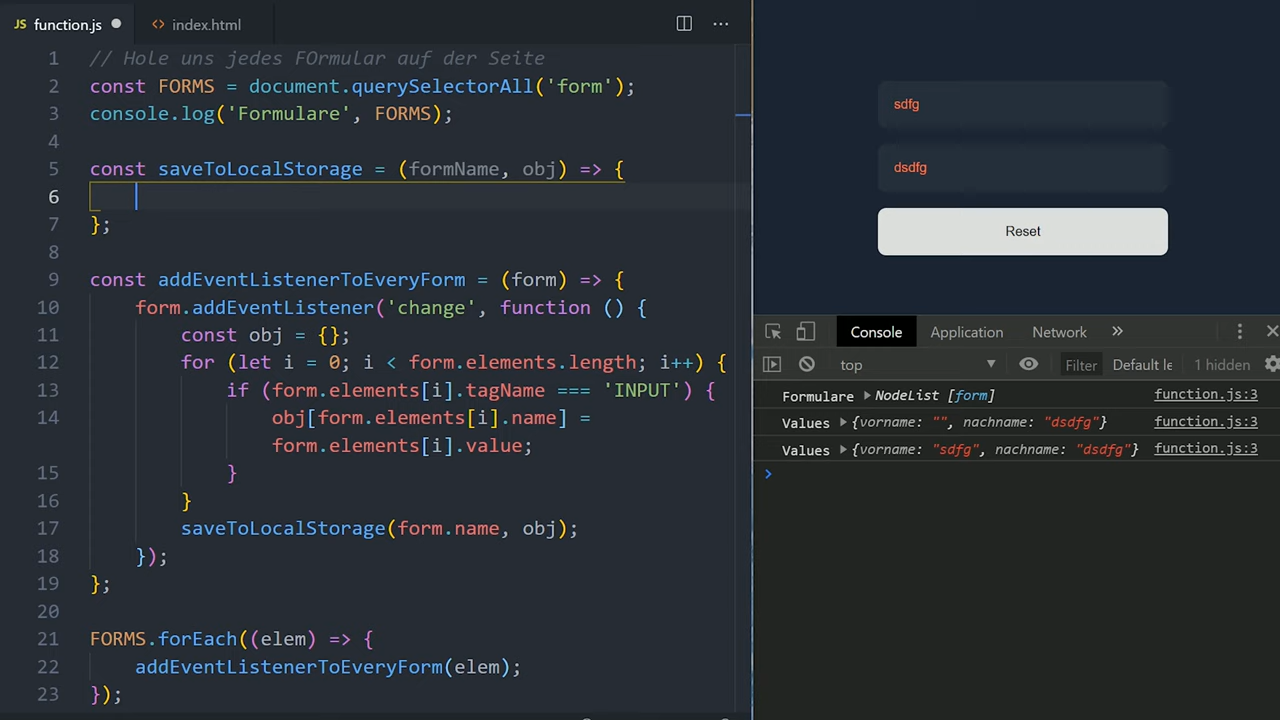 JS function.js
<> index.html
1 // Hole uns jedes FOrmular auf der Seite
2 const FORMS = document.querySelectorAll('form');
3 console.log('Formulare', FORMS);
4
5 const saveToLocalStorage = (formName, obj) => {
6
7 };
8
9 const addEventListenerToEveryForm = (form) => {
10 form.addEventListener('change', function () {
11 const obj = {};
12 for (let i = 0; i < form.elements.length; i++) {
13 if (form.elements[i].tagName === 'INPUT') {
14 obj[form.elements[i].name] =
form.elements[i].value;
15 }
16 }
17 saveToLocalStorage(form.name, obj);
18 });
19 };
20
21 FORMS.forEach((elem) => {
22 addEventListenerToEveryForm(elem);
23 });
sdfg
dsdfg
Reset
Console Application Network »
top Filter Default le 1 hidden
Formulare NodeList [form] function.js:3
Values {vorname: "", nachname: "dsdfg"} function.js:3
Values {vorname: "sdfg", nachname: "dsdfg"} function.js:3